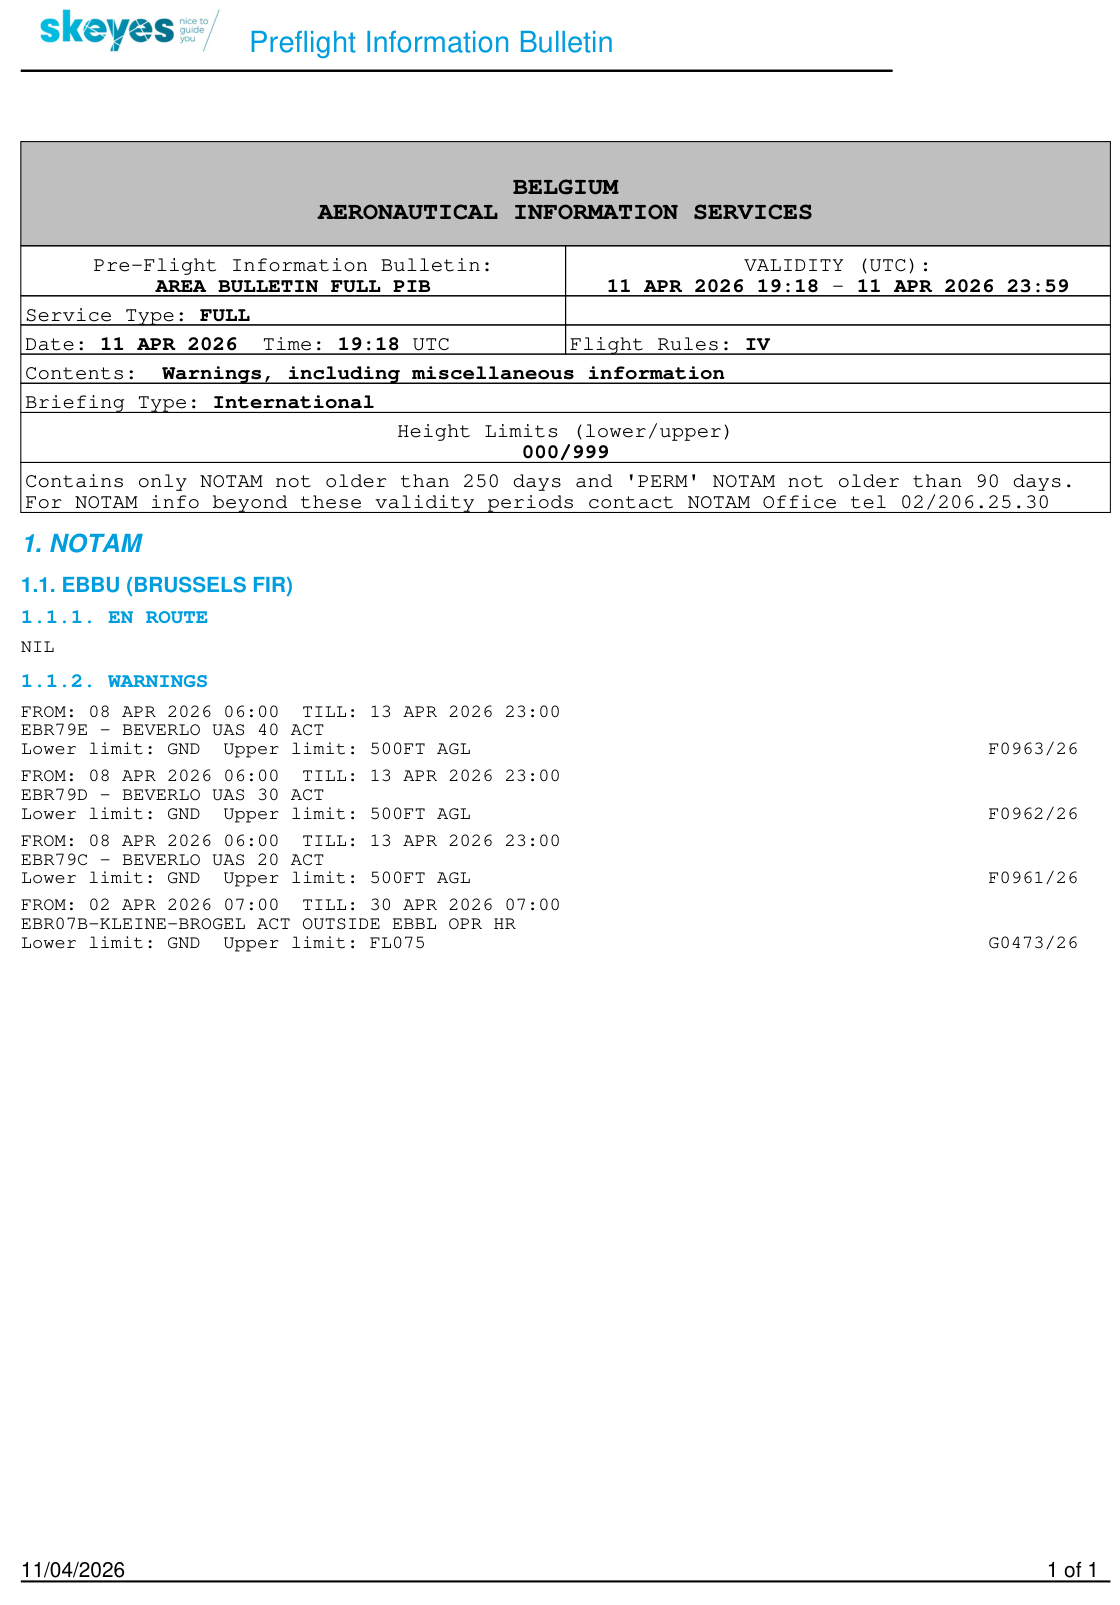 skeyes nice to guide you
Preflight Information Bulletin
BELGIUM
AERONAUTICAL INFORMATION SERVICES
Pre-Flight Information Bulletin:
AREA BULLETIN FULL PIB
VALIDITY (UTC):
11 APR 2026 19:18 - 11 APR 2026 23:59
Service Type: FULL
Date: 11 APR 2026  Time: 19:18 UTC
Flight Rules: IV
Contents:  Warnings, including miscellaneous information
Briefing Type: International
Height Limits (lower/upper)
000/999
Contains only NOTAM not older than 250 days and 'PERM' NOTAM not older than 90 days.
For NOTAM info beyond these validity periods contact NOTAM Office tel 02/206.25.30
1. NOTAM
1.1. EBBU (BRUSSELS FIR)
1.1.1. EN ROUTE
NIL
1.1.2. WARNINGS
FROM: 08 APR 2026 06:00  TILL: 13 APR 2026 23:00
EBR79E - BEVERLO UAS 40 ACT
Lower limit: GND  Upper limit: 500FT AGL F0963/26
FROM: 08 APR 2026 06:00  TILL: 13 APR 2026 23:00
EBR79D - BEVERLO UAS 30 ACT
Lower limit: GND  Upper limit: 500FT AGL F0962/26
FROM: 08 APR 2026 06:00  TILL: 13 APR 2026 23:00
EBR79C - BEVERLO UAS 20 ACT
Lower limit: GND  Upper limit: 500FT AGL F0961/26
FROM: 02 APR 2026 07:00  TILL: 30 APR 2026 07:00
EBR07B-KLEINE-BROGEL ACT OUTSIDE EBBL OPR HR
Lower limit: GND  Upper limit: FL075 G0473/26
11/04/2026 1 of 1